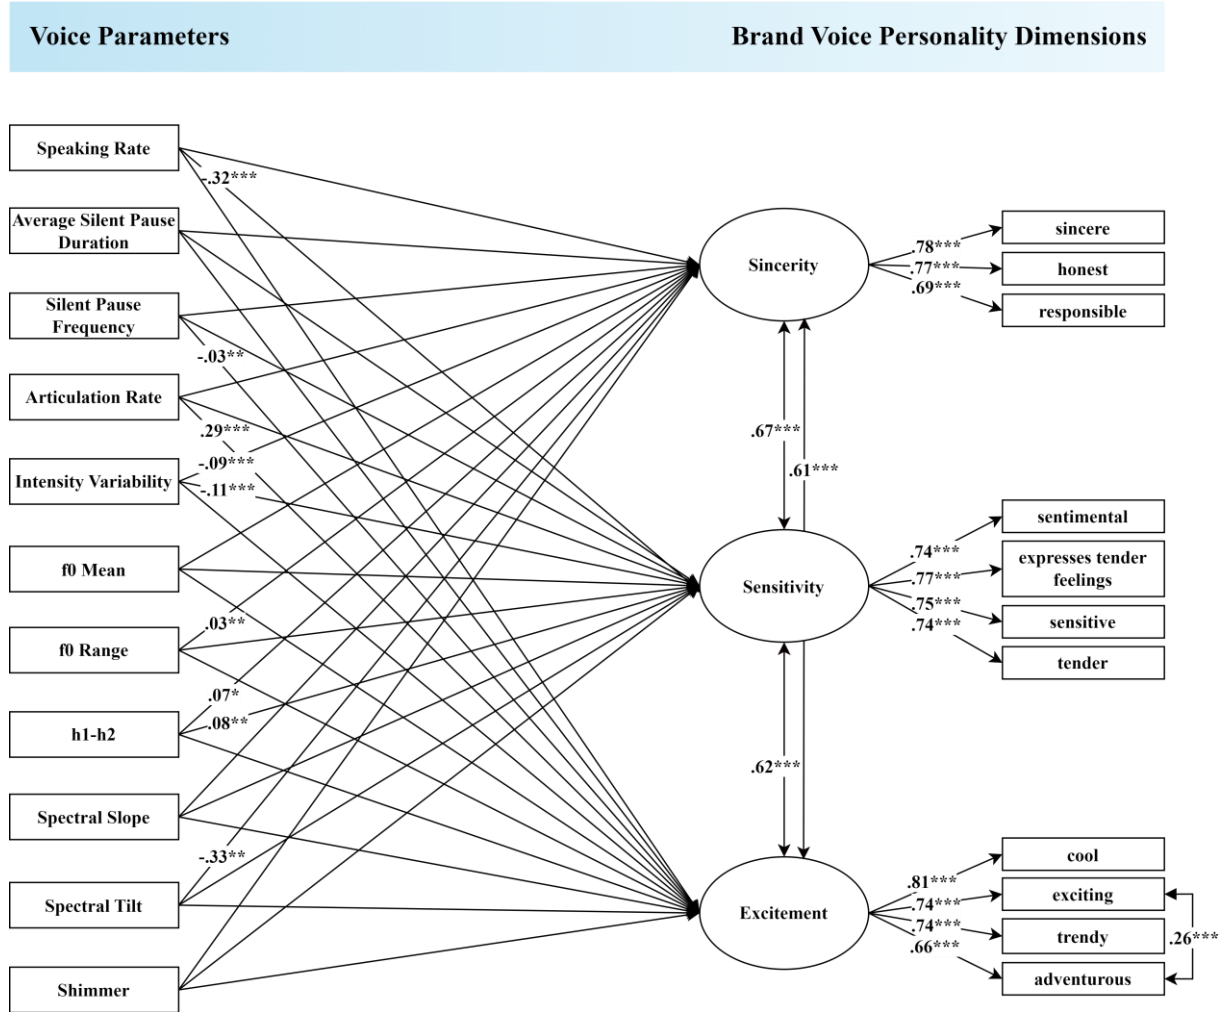 Voice Parameters
Brand Voice Personality Dimensions
Speaking Rate
-.32***
Average Silent Pause
Duration
Silent Pause
Frequency
-.03**
Articulation Rate
.29***
Intensity Variability
-.09***
-.11***
f0 Mean
f0 Range
.03**
h1-h2
.07*
.08**
Spectral Slope
Spectral Tilt
-.33**
Shimmer
Sincerity
.78***
.77***
.69***
sincere
honest
responsible
.67***
.61***
Sensitivity
.74***
.77***
.75***
.74***
sentimental
expresses tender
feelings
sensitive
tender
.62***
Excitement
.81***
.74***
.74***
.66***
cool
exciting
trendy
adventurous
.26***